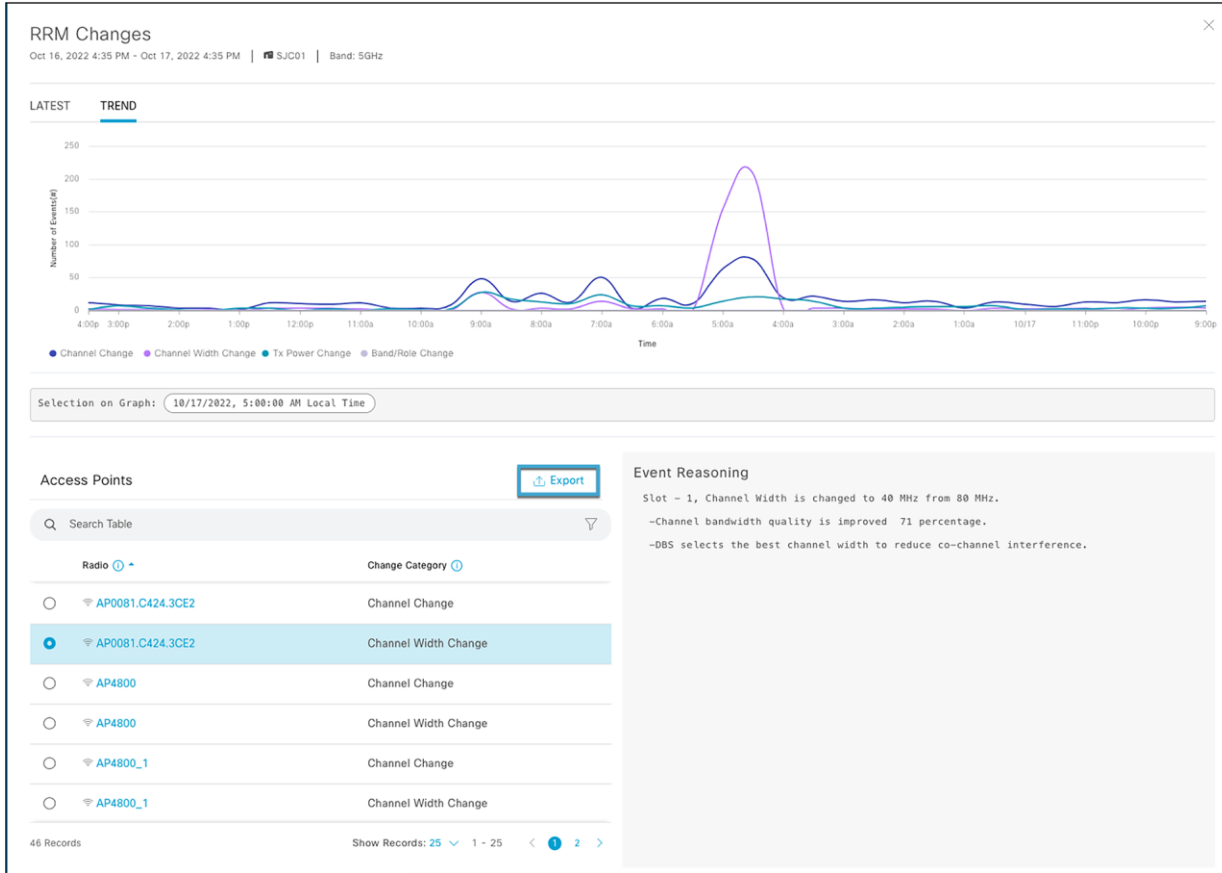 RRM Changes
Oct 16, 2022 4:35 PM - Oct 17, 2022 4:35 PM | SJC01 | Band: 5GHz
LATEST TREND
250
200
150
100
50
0
Number of Events(#)
4:00p 3:00p 2:00p 1:00p 12:00p 11:00a 10:00a 9:00a 8:00a 7:00a 6:00a 5:00a 4:00a 3:00a 2:00a 1:00a 10/17 11:00p 10:00p 9:00p
Time
Channel Change Channel Width Change Tx Power Change Band/Role Change
Selection on Graph: 10/17/2022, 5:00:00 AM Local Time
Access Points Export
Search Table
Radio Change Category
AP0081.C424.3CE2 Channel Change
AP0081.C424.3CE2 Channel Width Change
AP4800 Channel Change
AP4800 Channel Width Change
AP4800_1 Channel Change
AP4800_1 Channel Width Change
46 Records Show Records: 25 1 - 25 < 1 2 >
Event Reasoning
Slot - 1, Channel Width is changed to 40 MHz from 80 MHz.
-Channel bandwidth quality is improved 71 percentage.
-DBS selects the best channel width to reduce co-channel interference.